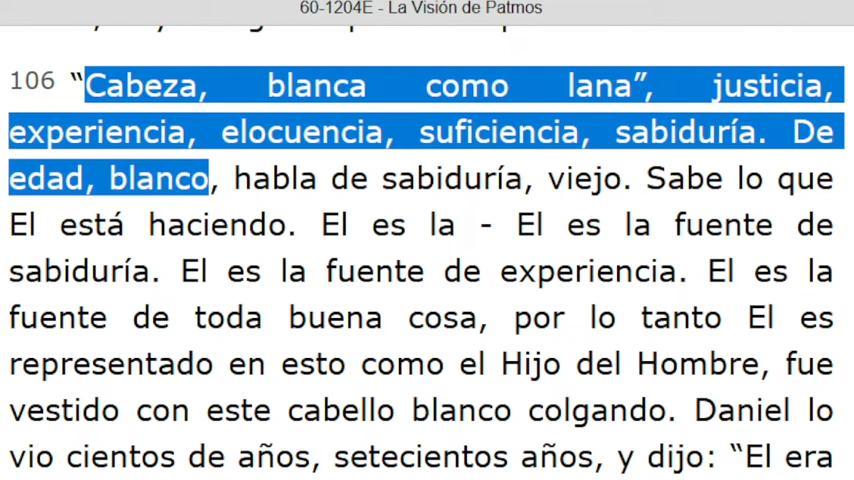 60-1204E - La Visión de Patmos
106 “Cabeza, blanca como lana”, justicia,
experiencia, elocuencia, suficiencia, sabiduría. De
edad, blanco, habla de sabiduría, viejo. Sabe lo que
El está haciendo. El es la - El es la fuente de
sabiduría. El es la fuente de experiencia. El es la
fuente de toda buena cosa, por lo tanto El es
representado en esto como el Hijo del Hombre, fue
vestido con este cabello blanco colgando. Daniel lo
vio cientos de años, setecientos años, y dijo: “El era